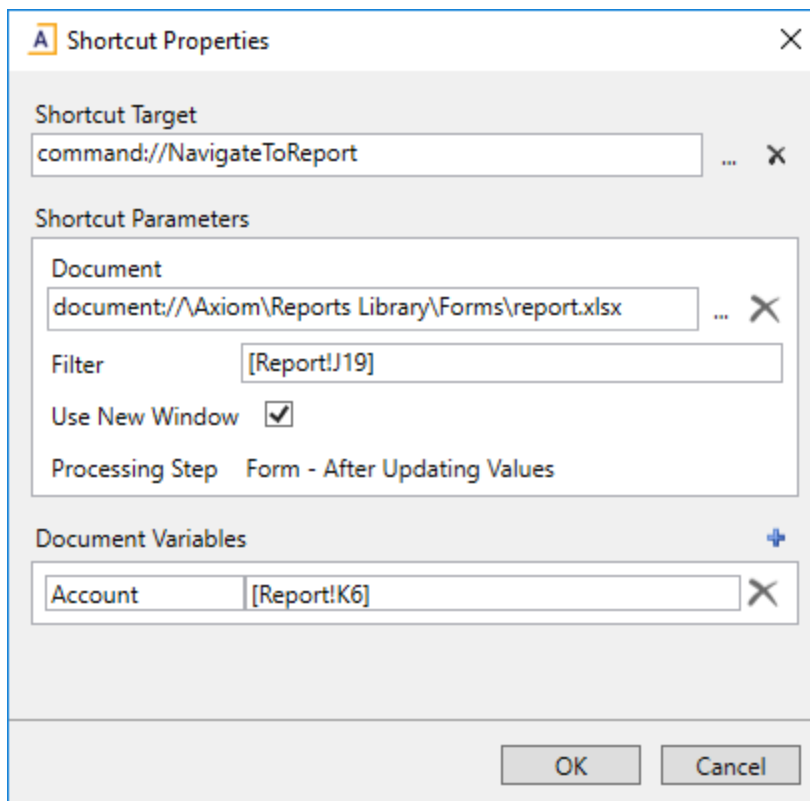 A Shortcut Properties
Shortcut Target
command://NavigateToReport
...
Shortcut Parameters
Document
document://\Axiom\Reports Library\Forms\report.xlsx
...
Filter [Report!J19]
Use New Window
Processing Step Form - After Updating Values
Document Variables
Account [Report!K6]
OK Cancel